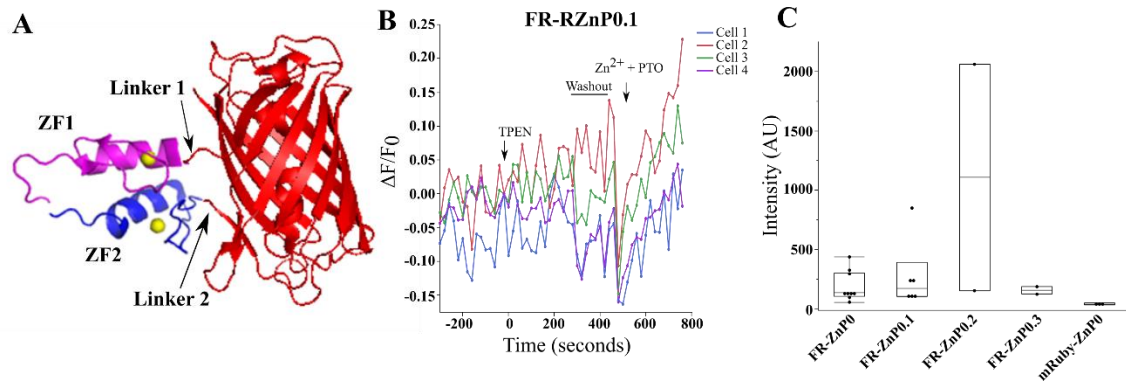 A
Linker 1
ZF1
ZF2
Linker 2
B
FR-RZnP0.1
ΔF/F0
0.25
0.20
0.15
0.10
0.05
0.00
-0.05
-0.10
-0.15
TPEN
Washout
Zn2+ + PTO
Cell 1
Cell 2
Cell 3
Cell 4
-200 0 200 400 600 800
Time (seconds)
C
Intensity (AU)
2000
1500
1000
500
0
FR-ZnP0
FR-ZnP0.1
FR-ZnP0.2
FR-ZnP0.3
mRuby-ZnP0